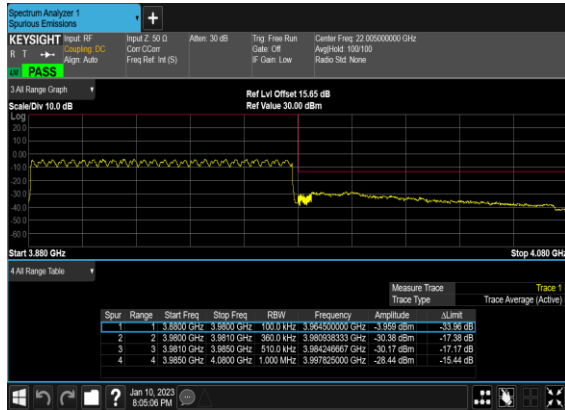 Spectrum Analyzer 1
Spurious Emissions
KEYSIGHT Input: RF Input Z: 50 Ω Atten: 30 dB Trig: Free Run Center Freq: 22.005000000 GHz
R T Coupling: DC Corr CCorr Gate: Off Avg|Hold: 100/100
Align: Auto Freq Ref: Int (S) IF Gain: Low Radio Std: None
PASS
3 All Range Graph
Ref Lvl Offset 15.65 dB
Scale/Div 10.0 dB Ref Value 30.00 dBm
Log
20.0
10.0
0.00
-10.0
-20.0
-30.0
-40.0
-50.0
-60.0
Start 3.880 GHz Stop 4.080 GHz
4 All Range Table
Measure Trace Trace 1
Trace Type Trace Average (Active)
Spur Range Start Freq Stop Freq RBW Frequency Amplitude ΔLimit
1 1 3.8800 GHz 3.9800 GHz 100.0 kHz 3.964500000 GHz -3.959 dBm -33.96 dB
2 2 3.9800 GHz 3.9810 GHz 360.0 kHz 3.980938333 GHz -30.38 dBm -17.38 dB
3 3 3.9810 GHz 3.9850 GHz 510.0 kHz 3.984246667 GHz -30.17 dBm -17.17 dB
4 4 3.9850 GHz 4.0800 GHz 1.000 MHz 3.997825000 GHz -28.44 dBm -15.44 dB
Jan 10, 2023
8:05:06 PM